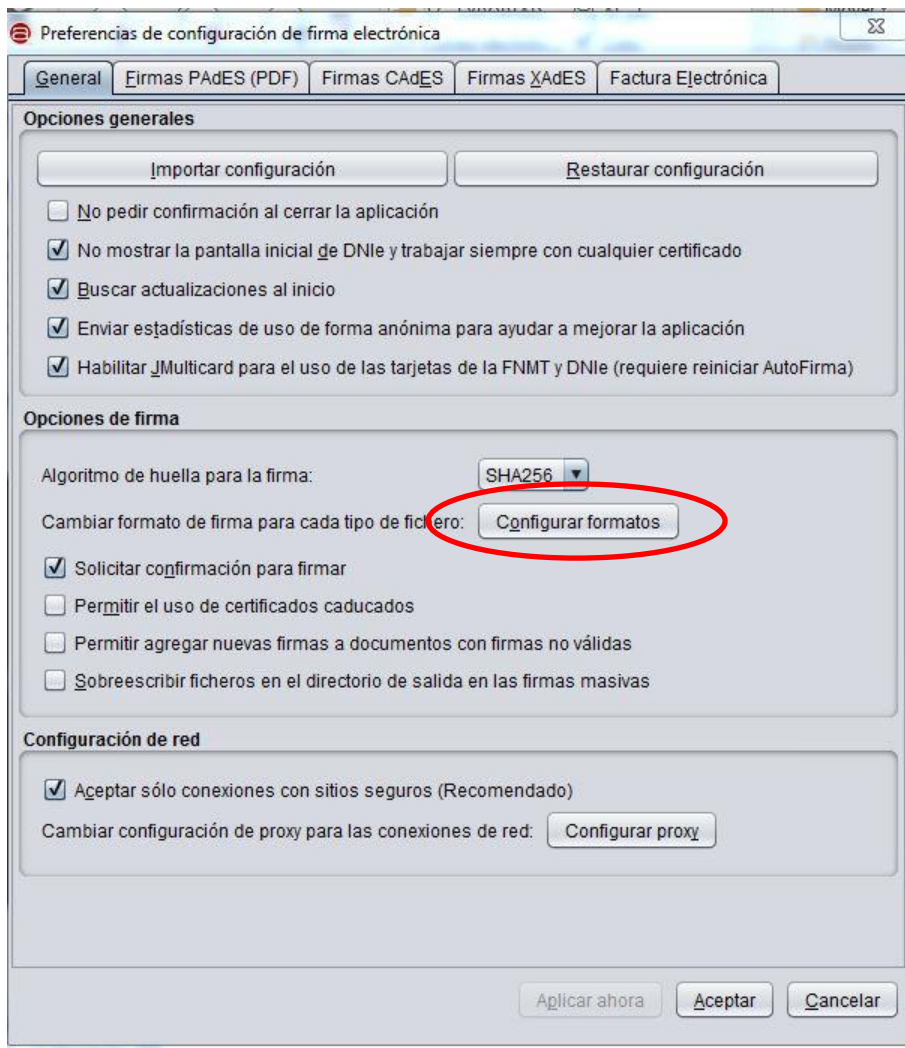 Preferencias de configuración de firma electrónica
General Firmas PAdES (PDF) Firmas CAdES Firmas XAdES Factura Electrónica
Opciones generales
Importar configuración Restaurar configuración
No pedir confirmación al cerrar la aplicación
No mostrar la pantalla inicial de DNIe y trabajar siempre con cualquier certificado
Buscar actualizaciones al inicio
Enviar estadísticas de uso de forma anónima para ayudar a mejorar la aplicación
Habilitar JMulticard para el uso de las tarjetas de la FNMT y DNIe (requiere reiniciar AutoFirma)
Opciones de firma
Algoritmo de huella para la firma: SHA256
Cambiar formato de firma para cada tipo de fichero: Configurar formatos
Solicitar confirmación para firmar
Permitir el uso de certificados caducados
Permitir agregar nuevas firmas a documentos con firmas no válidas
Sobreescribir ficheros en el directorio de salida en las firmas masivas
Configuración de red
Aceptar sólo conexiones con sitios seguros (Recomendado)
Cambiar configuración de proxy para las conexiones de red: Configurar proxy
Aplicar ahora Aceptar Cancelar